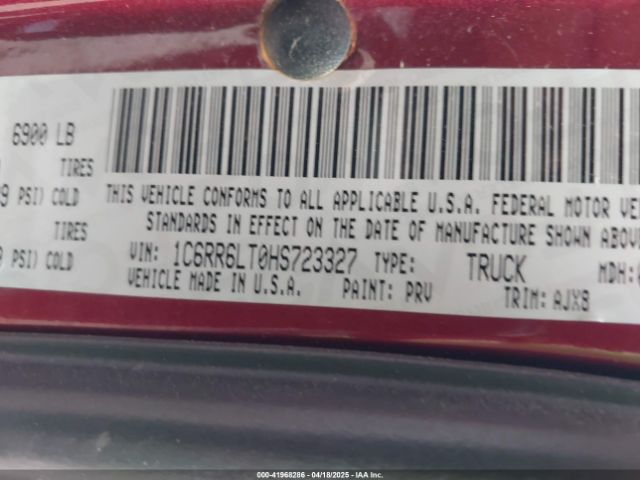 6900 LB
TIRES
PSI) COLD
THIS VEHICLE CONFORMS TO ALL APPLICABLE U.S.A. FEDERAL MOTOR
STANDARDS IN EFFECT ON THE DATE OF MANUFACTURE SHOWN ABOVE
TIRES
VIN: 1C6RR6LT0HS723327 TYPE: TRUCK MDH:
PSI) COLD
VEHICLE MADE IN U.S.A. PAINT: PRV TRIM: AJX8
000-41968286 - 04/18/2025 - IAA Inc.